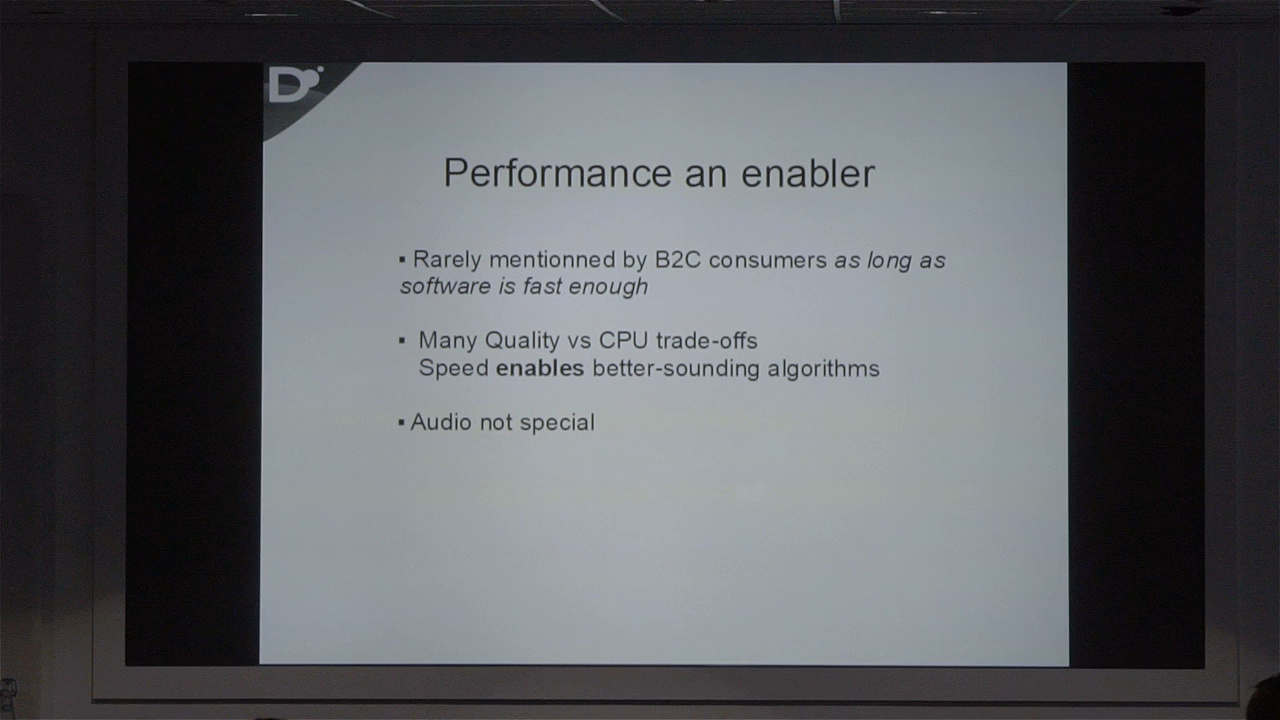 D
Performance an enabler
▪ Rarely mentionned by B2C consumers as long as
software is fast enough
▪ Many Quality vs CPU trade-offs
Speed enables better-sounding algorithms
▪ Audio not special